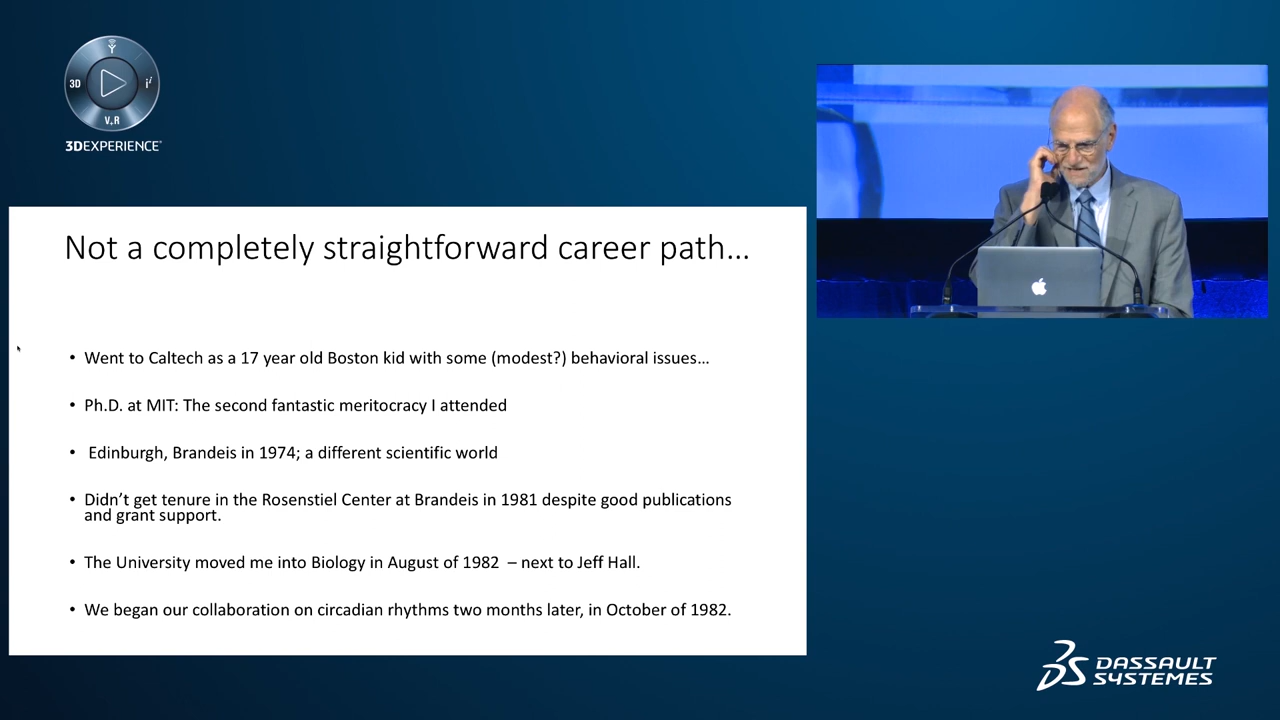 3D
i
V,R
3DEXPERIENCE
Not a completely straightforward career path...
• Went to Caltech as a 17 year old Boston kid with some (modest?) behavioral issues...
• Ph.D. at MIT: The second fantastic meritocracy I attended
• Edinburgh, Brandeis in 1974; a different scientific world
• Didn’t get tenure in the Rosenstiel Center at Brandeis in 1981 despite good publications
and grant support.
• The University moved me into Biology in August of 1982 – next to Jeff Hall.
• We began our collaboration on circadian rhythms two months later, in October of 1982.
DASSAULT
SYSTEMES